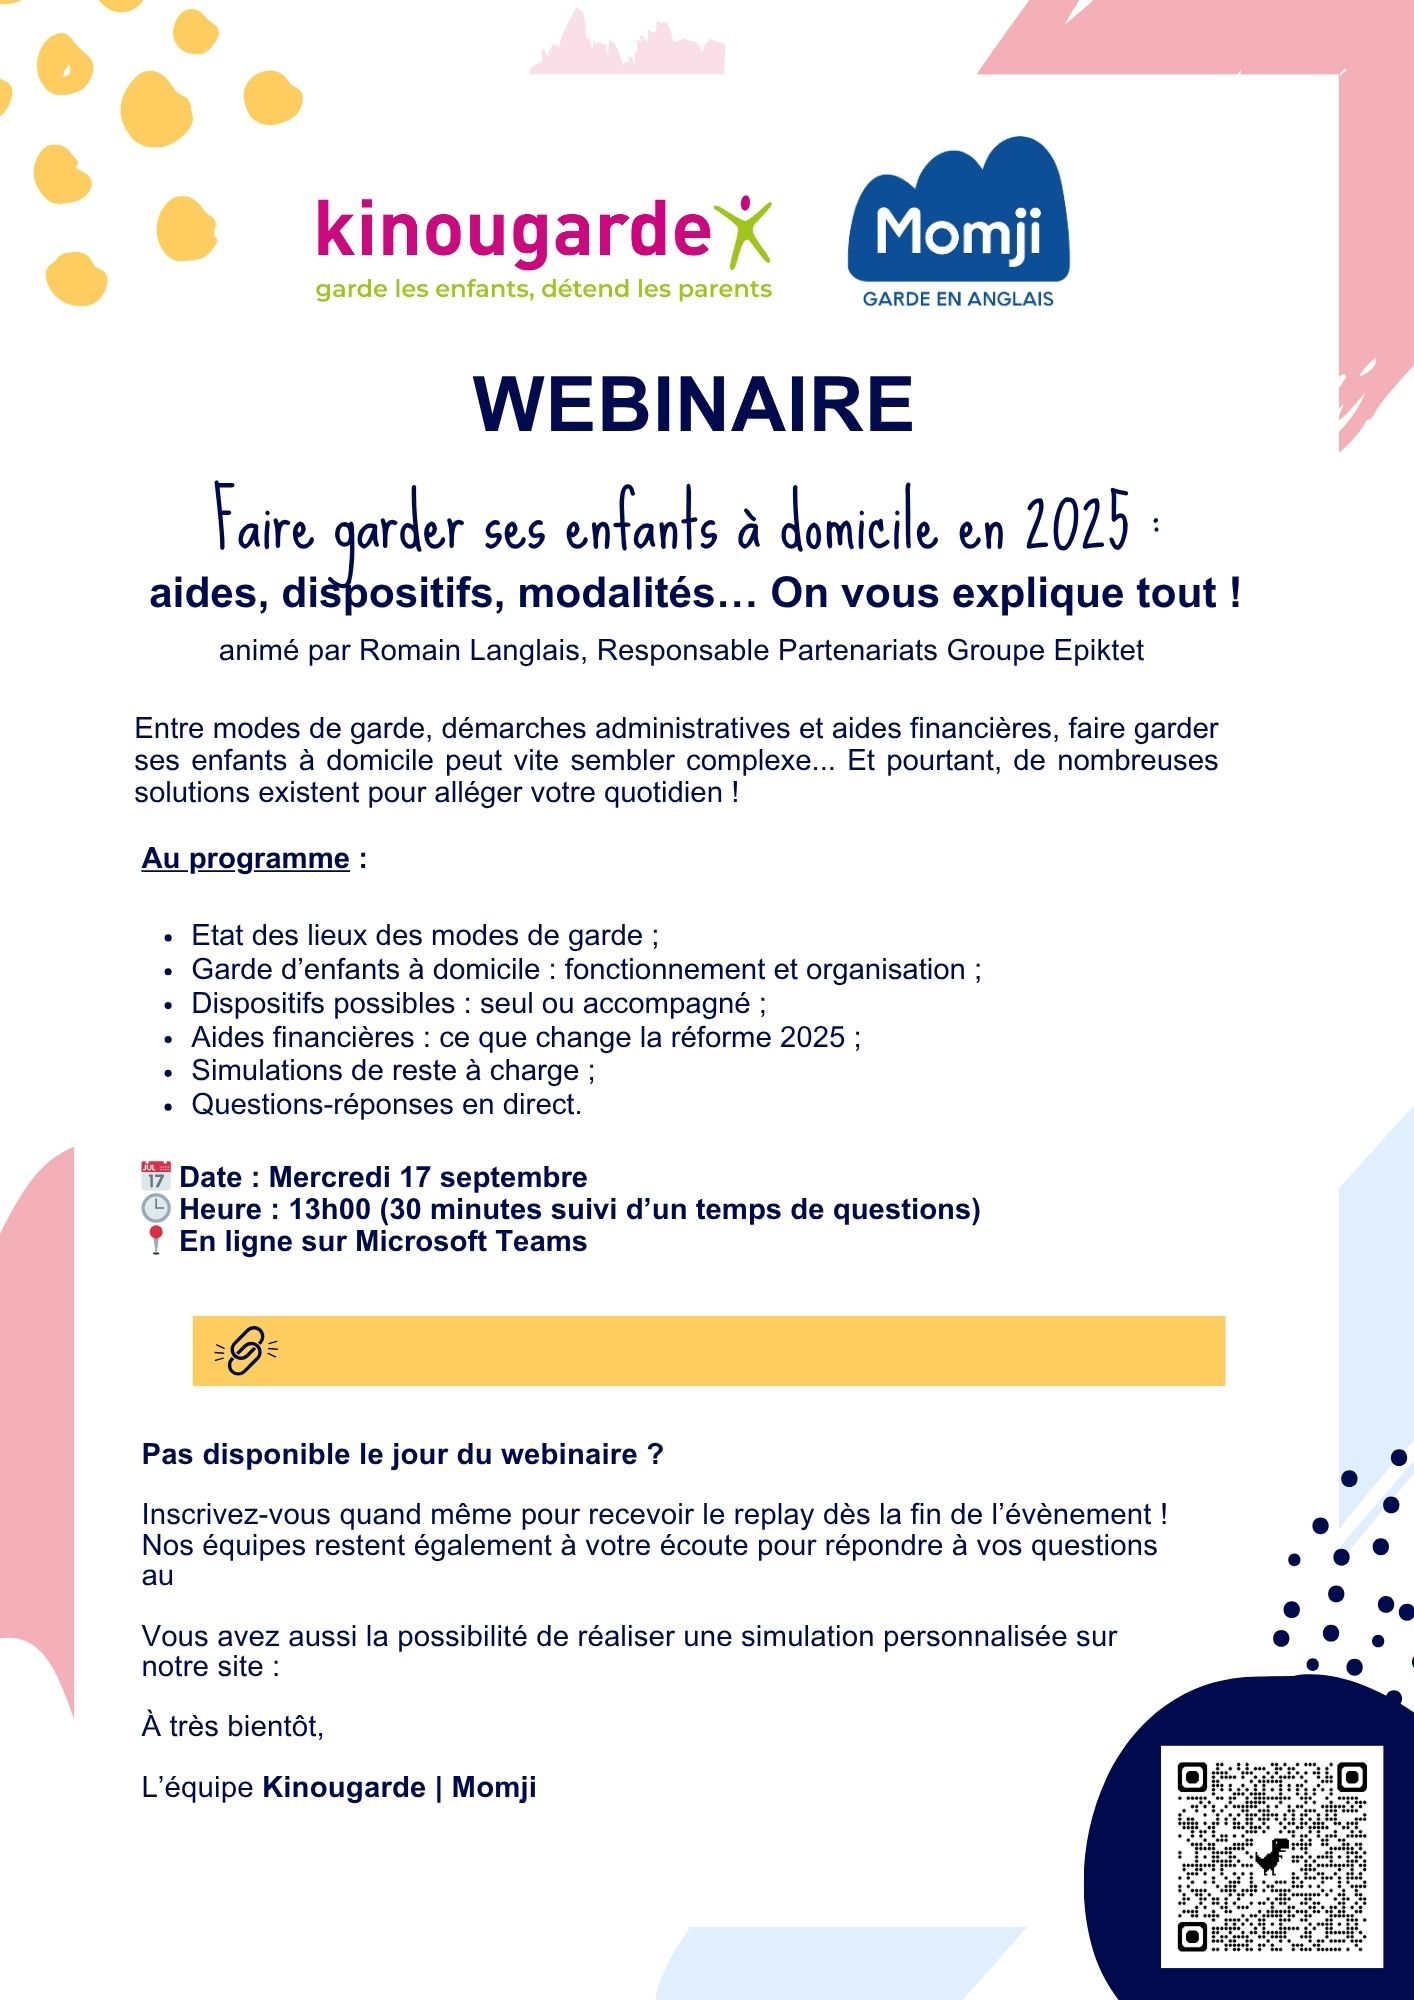 kinougarde
garde les enfants, détend les parents
Momji
GARDE EN ANGLAIS
WEBINAIRE
Faire garder ses enfants à domicile en 2025 :
aides, dispositifs, modalités… On vous explique tout !
animé par Romain Langlais, Responsable Partenariats Groupe Epiktet
Entre modes de garde, démarches administratives et aides financières, faire garder
ses enfants à domicile peut vite sembler complexe... Et pourtant, de nombreuses
solutions existent pour alléger votre quotidien !
Au programme :
• Etat des lieux des modes de garde ;
• Garde d’enfants à domicile : fonctionnement et organisation ;
• Dispositifs possibles : seul ou accompagné ;
• Aides financières : ce que change la réforme 2025 ;
• Simulations de reste à charge ;
• Questions-réponses en direct.
📅 Date : Mercredi 17 septembre
🕒 Heure : 13h00 (30 minutes suivi d’un temps de questions)
📍 En ligne sur Microsoft Teams
Pas disponible le jour du webinaire ?
Inscrivez-vous quand même pour recevoir le replay dès la fin de l’évènement !
Nos équipes restent également à votre écoute pour répondre à vos questions
au
Vous avez aussi la possibilité de réaliser une simulation personnalisée sur
notre site :
À très bientôt,
L’équipe Kinougarde | Momji